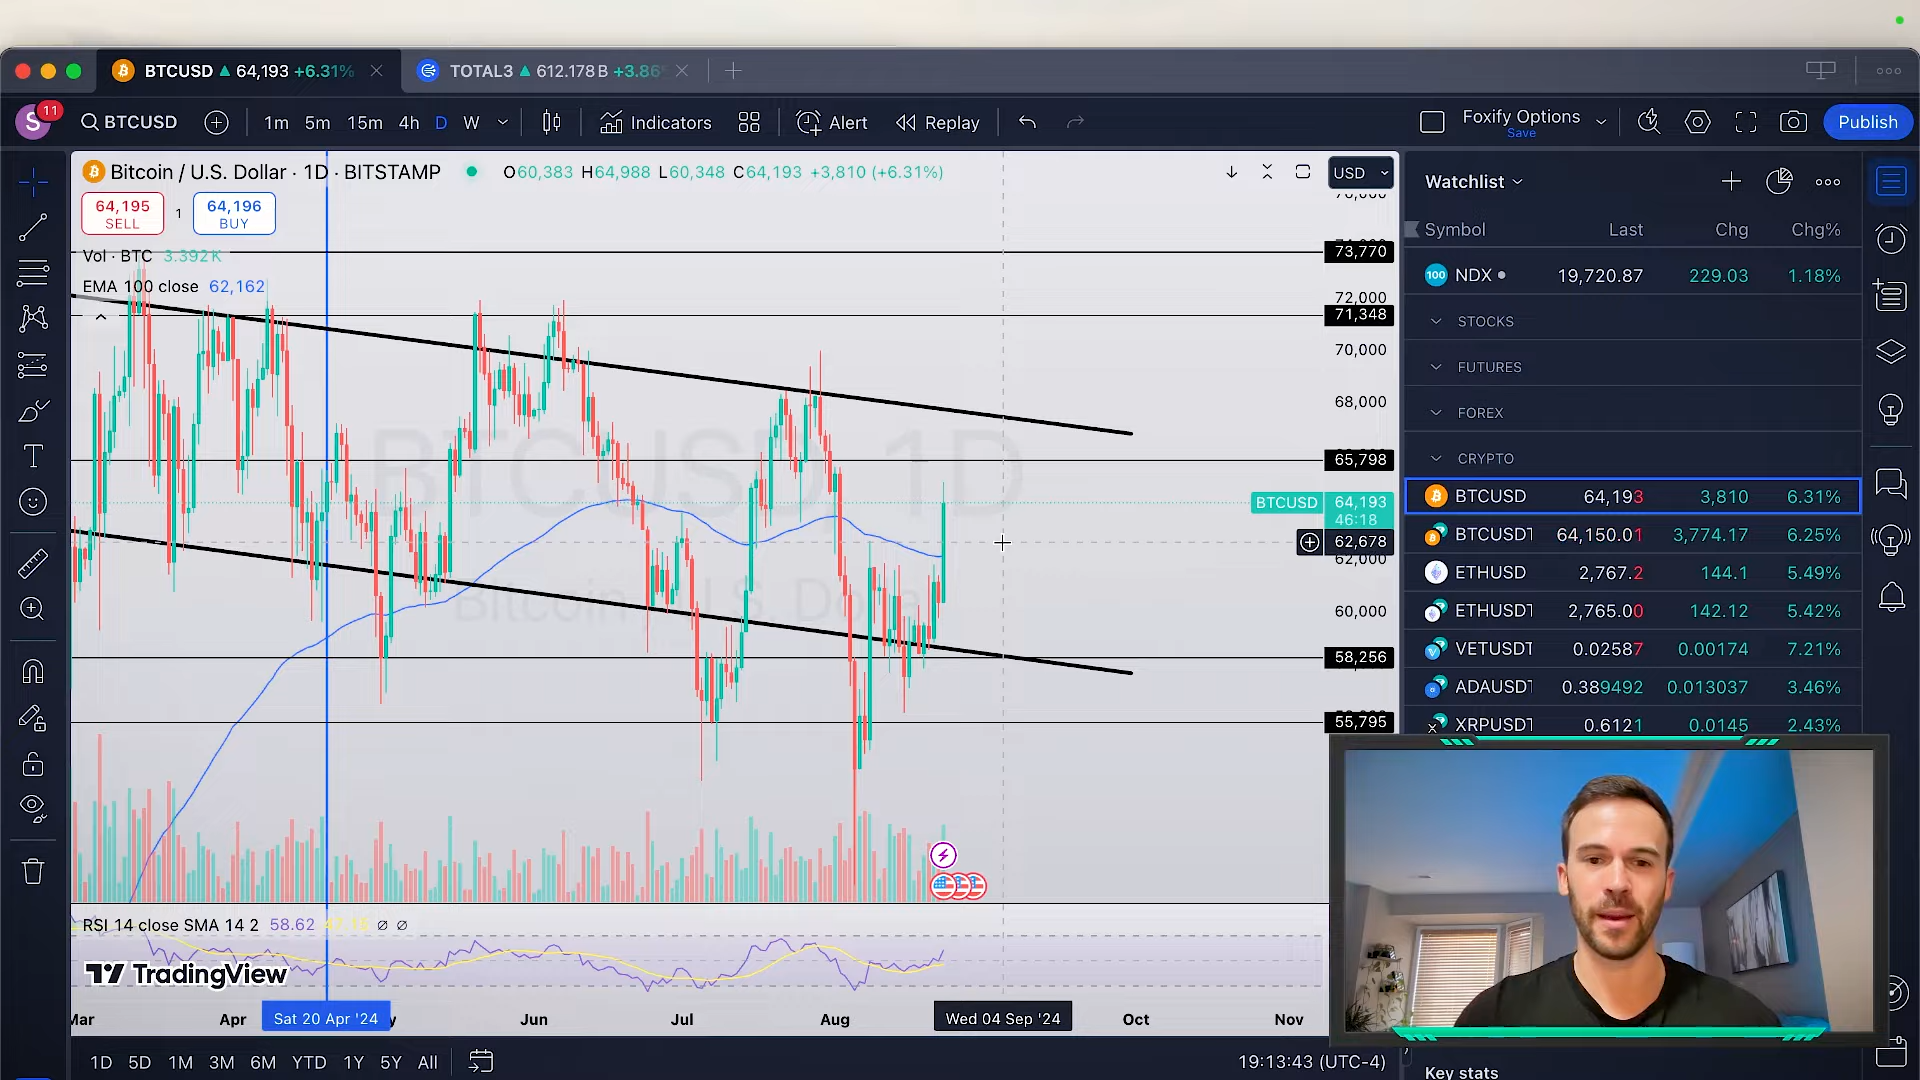 BTCUSD ▲ 64,193 +6.31%
TOTAL3 ▲ 612.178 B +3.86
S 11
BTCUSD
1m 5m 15m 4h D W
Indicators
Alert
Replay
Foxify Options
Save
Publish
Bitcoin / U.S. Dollar · 1D · BITSTAMP
O60,383 H64,988 L60,348 C64,193 +3,810 (+6.31%)
USD
64,195
SELL
1
64,196
BUY
Vol · BTC 3.392K
EMA 100 close 62,162
73,770
72,000
71,348
70,000
68,000
65,798
BTCUSD 64,193
46:18
62,678
62,000
60,000
58,256
55,795
BTCUSD 1D
Bitcoin / U.S. Dollar
RSI 14 close SMA 14 2 58.62 47.15 ∅ ∅
TradingView
Mar Apr Sat 20 Apr '24 y Jun Jul Aug Wed 04 Sep '24 Oct Nov
1D 5D 1M 3M 6M YTD 1Y 5Y All
19:13:43 (UTC-4)
Watchlist
Symbol Last Chg Chg%
100 NDX 19,720.87 229.03 1.18%
STOCKS
FUTURES
FOREX
CRYPTO
BTCUSD 64,193 3,810 6.31%
BTCUSDT 64,150.01 3,774.17 6.25%
ETHUSD 2,767.2 144.1 5.49%
ETHUSDT 2,765.00 142.12 5.42%
VETUSDT 0.02587 0.00174 7.21%
ADAUSDT 0.389492 0.013037 3.46%
XRPUSDT 0.6121 0.0145 2.43%
Key stats